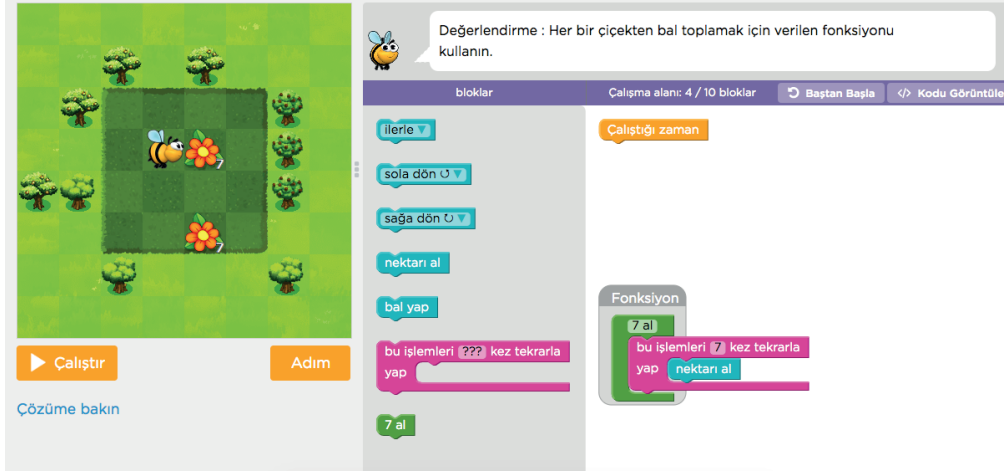 Değerlendirme : Her bir çiçekten bal toplamak için verilen fonksiyonu
kullanın.
bloklar
Çalışma alanı: 4 / 10 bloklar
Baştan Başla
</> Kodu Görüntüle
ilerle
sola dön
sağa dön
nektarı al
bal yap
bu işlemleri ??? kez tekrarla
yap
7 al
Çalıştığı zaman
Fonksiyon
7 al
bu işlemleri 7 kez tekrarla
yap nektarı al
7
7
Çalıştır
Adım
Çözüme bakın